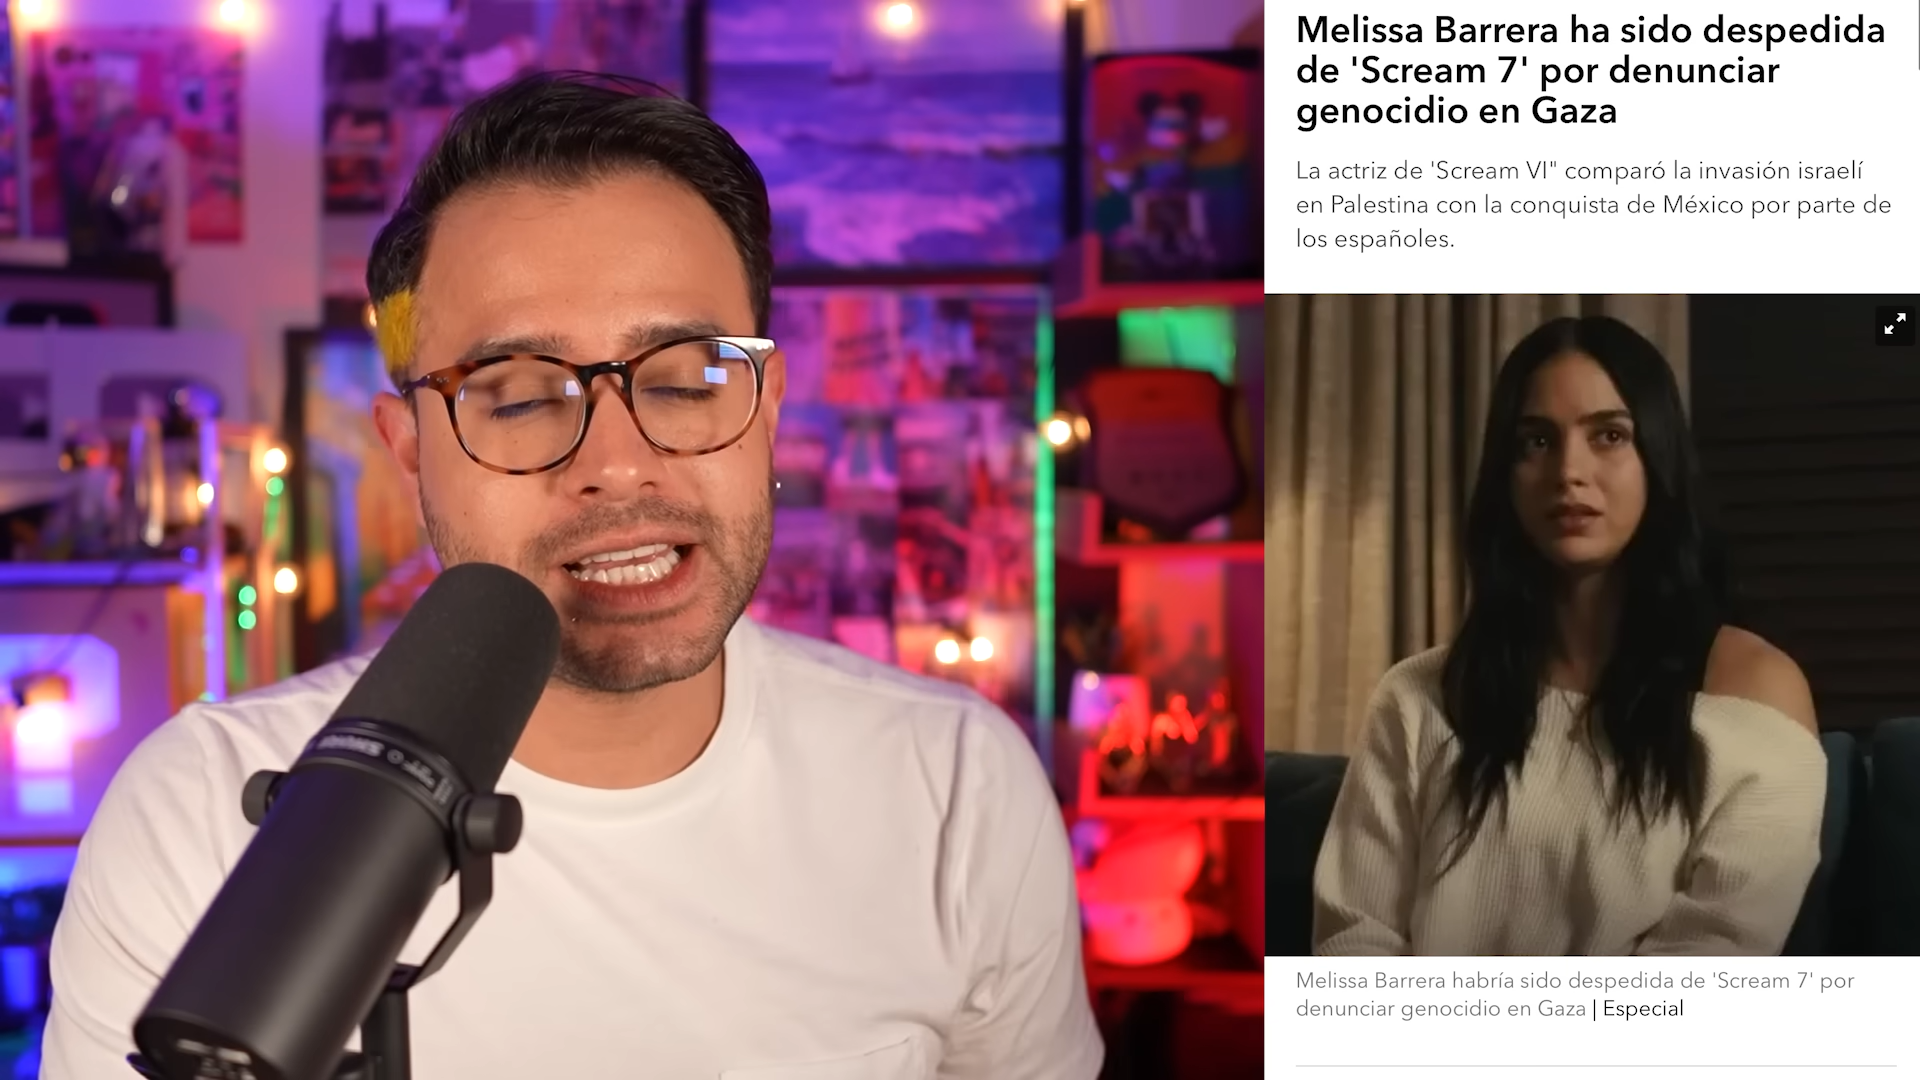 Melissa Barrera ha sido despedida
de 'Scream 7' por denunciar
genocidio en Gaza
La actriz de 'Scream VI" comparó la invasión israelí
en Palestina con la conquista de México por parte de
los españoles.
Melissa Barrera habría sido despedida de 'Scream 7' por
denunciar genocidio en Gaza | Especial